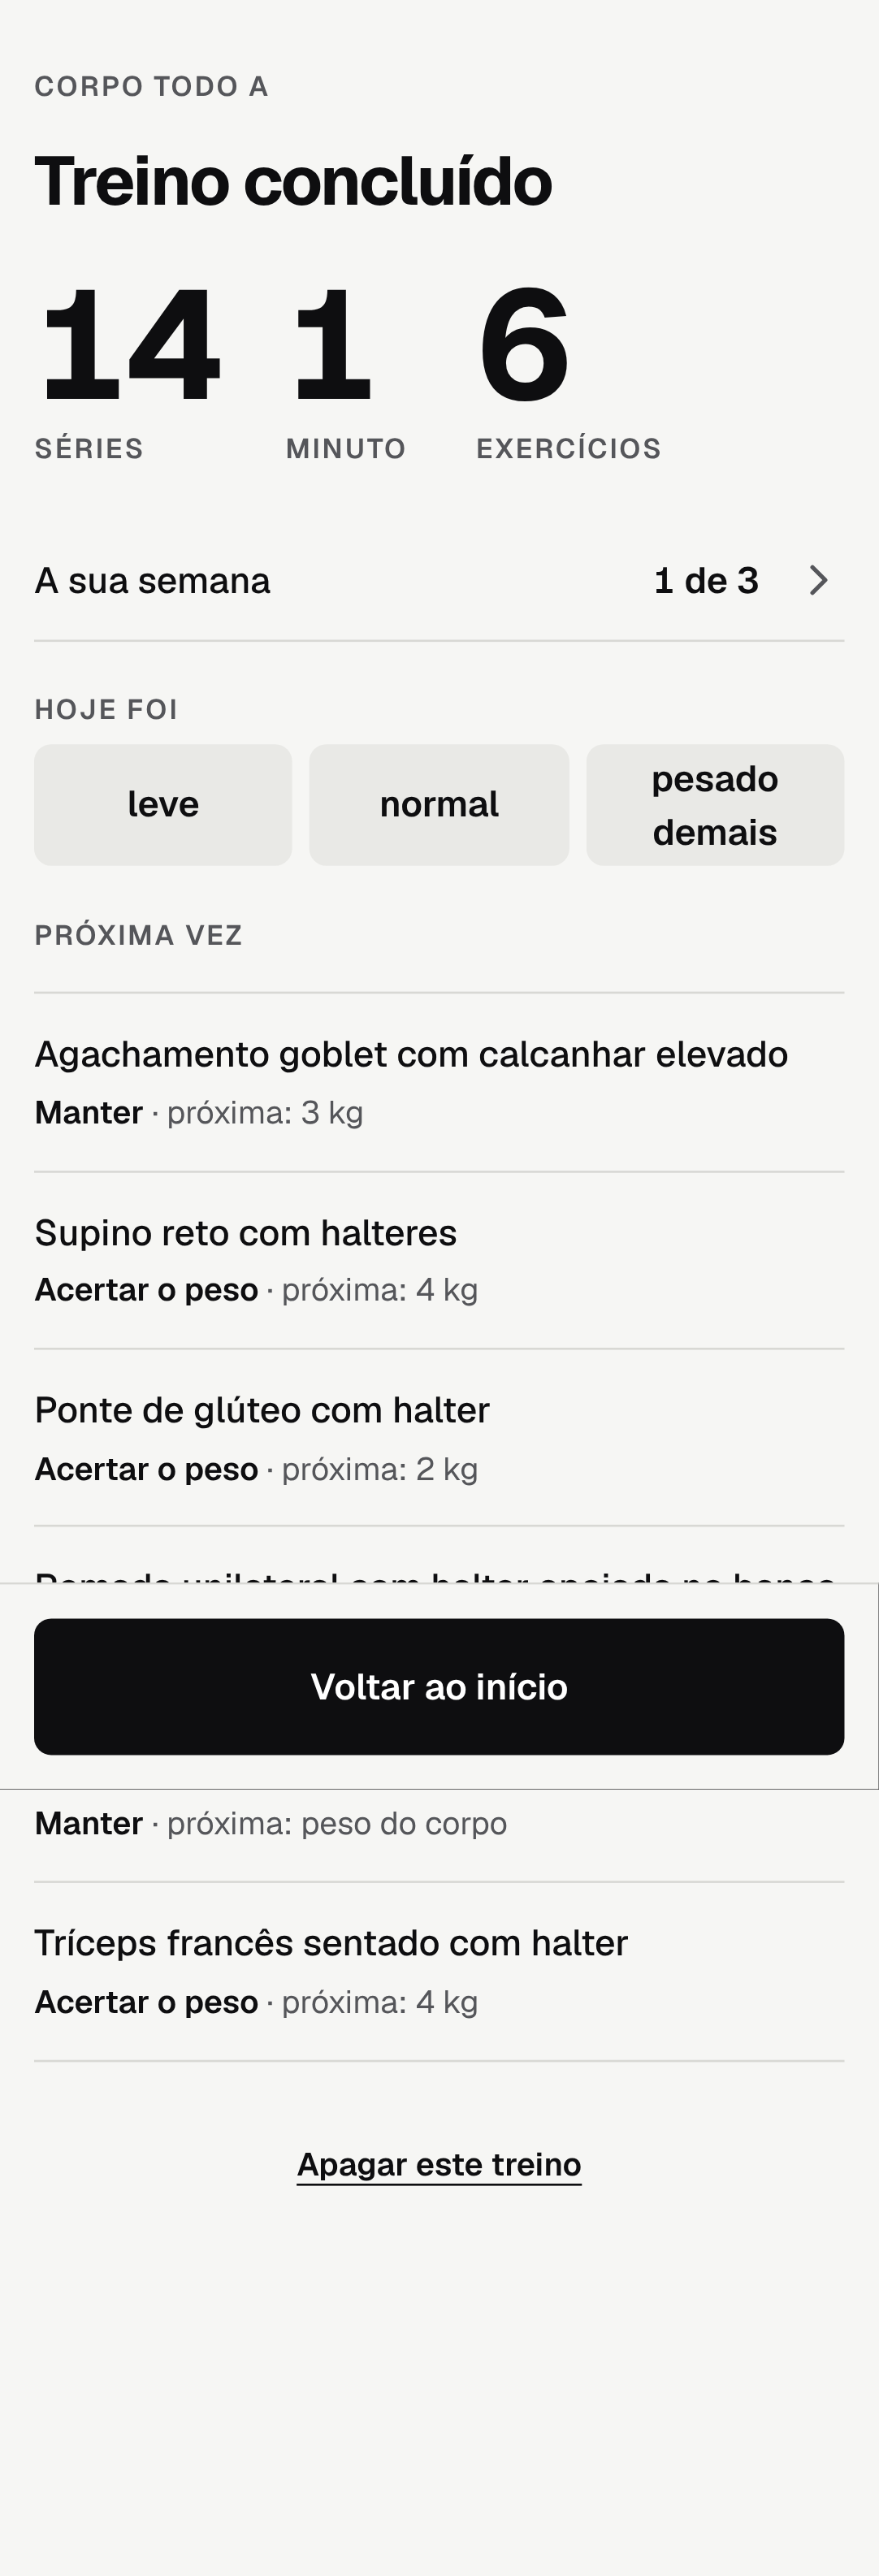 CORPO TODO A
Treino concluído
14 1 6
SÉRIES MINUTO EXERCÍCIOS
A sua semana 1 de 3
HOJE FOI
leve normal pesado demais
PRÓXIMA VEZ
Agachamento goblet com calcanhar elevado
Manter · próxima: 3 kg
Supino reto com halteres
Acertar o peso · próxima: 4 kg
Ponte de glúteo com halter
Acertar o peso · próxima: 2 kg
Voltar ao início
Manter · próxima: peso do corpo
Tríceps francês sentado com halter
Acertar o peso · próxima: 4 kg
Apagar este treino